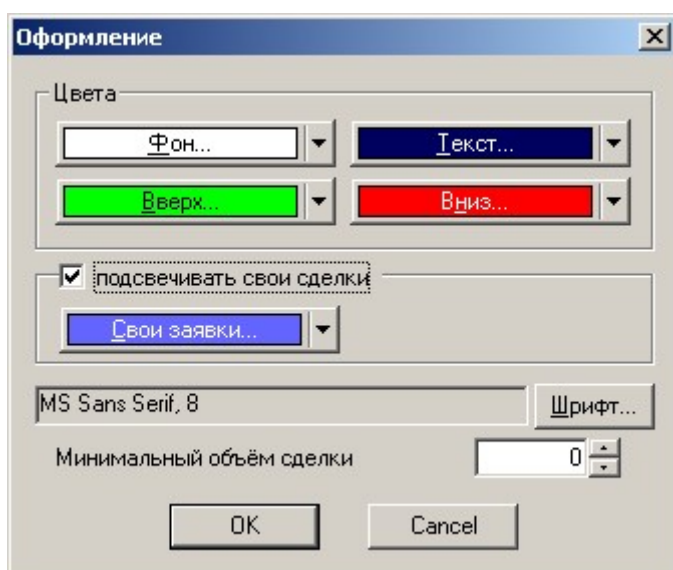 Оформление
Цвета
Фон...
Текст...
Вверх...
Вниз...
подсвечивать свои сделки
Свои заявки...
MS Sans Serif, 8
Шрифт...
Минимальный объём сделки
0
OK
Cancel